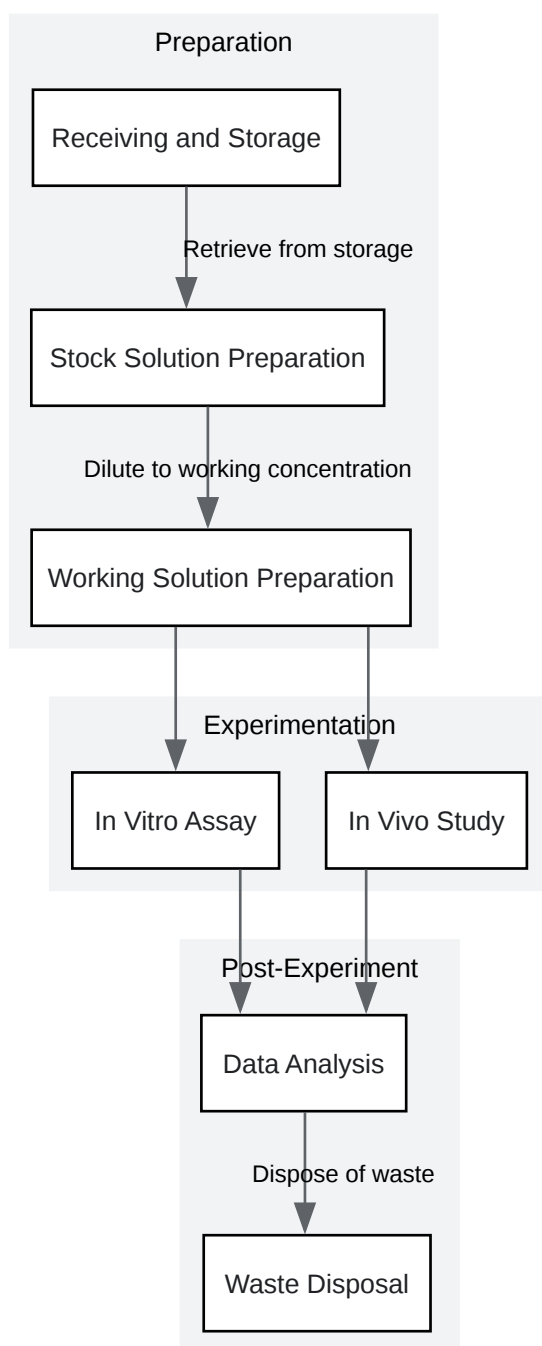 Preparation
Receiving and Storage
Retrieve from storage
Stock Solution Preparation
Dilute to working concentration
Working Solution Preparation
Experimentation
In Vitro Assay
In Vivo Study
Post-Experiment
Data Analysis
Dispose of waste
Waste Disposal